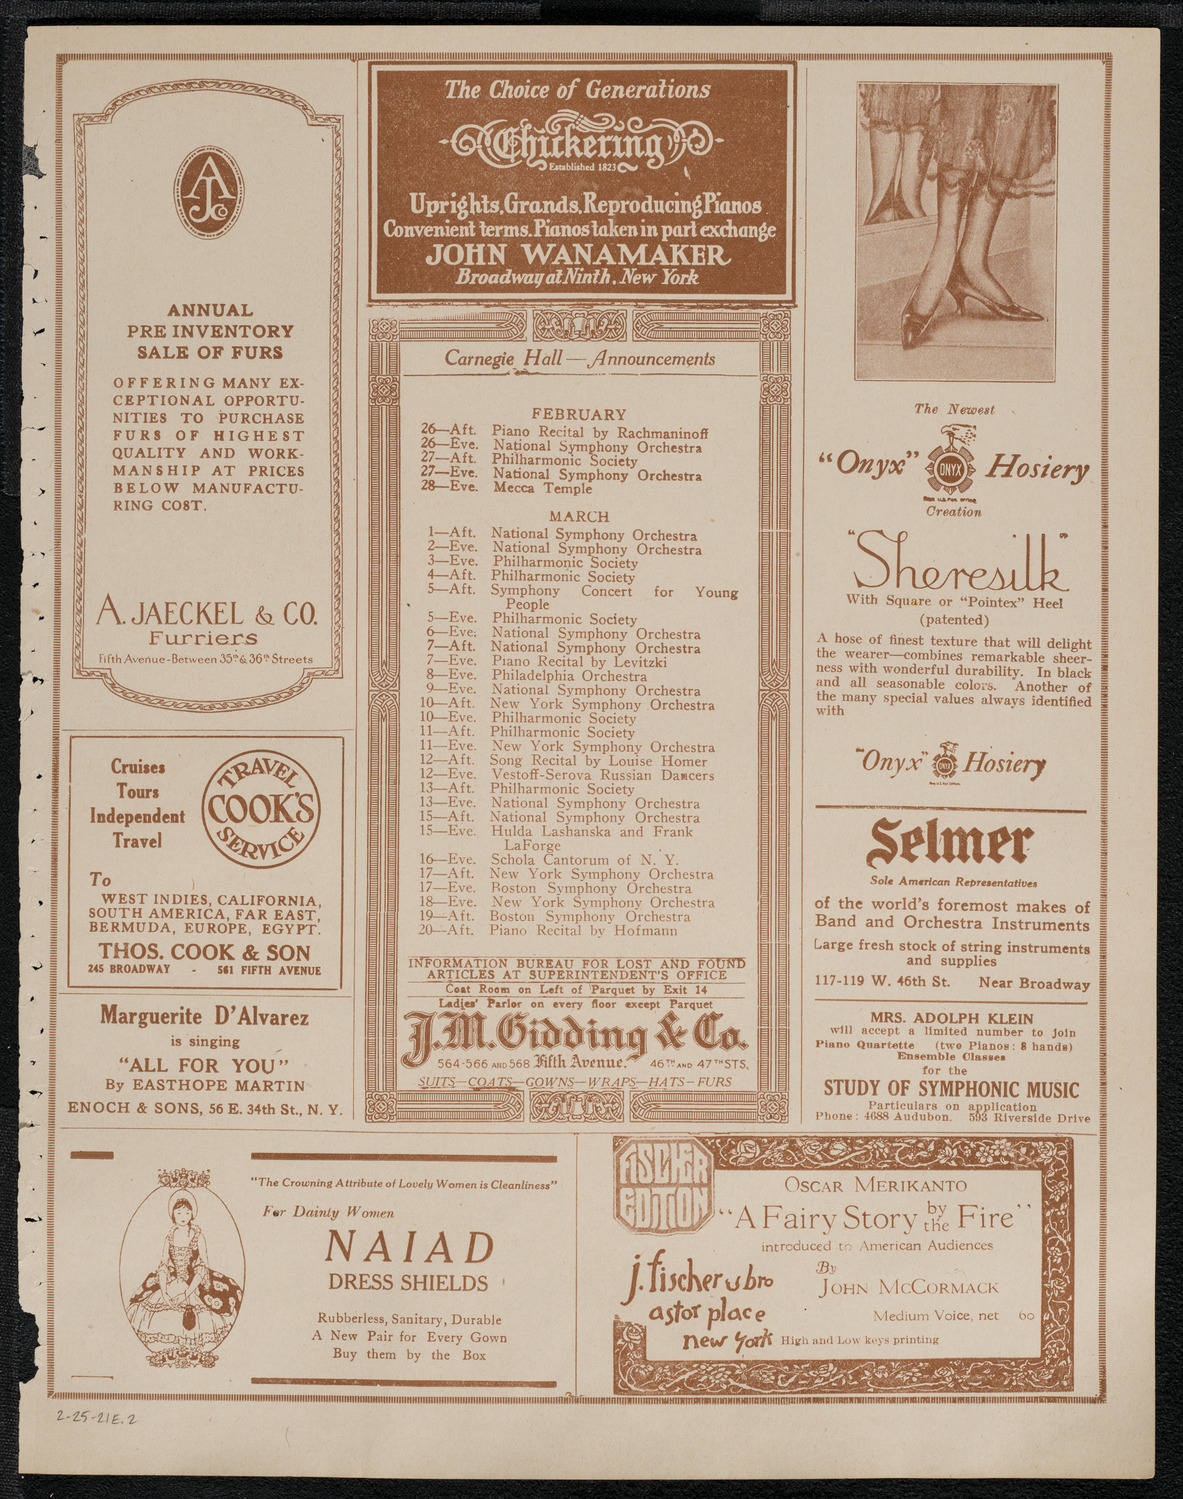 AJCo
ANNUAL
PRE INVENTORY
SALE OF FURS
OFFERING MANY EX-
CEPTIONAL OPPORTU-
NITIES TO PURCHASE
FURS OF HIGHEST
QUALITY AND WORK-
MANSHIP AT PRICES
BELOW MANUFACTU-
RING COST.
A. JAECKEL & CO.
Furriers
Fifth Avenue-Between 35th & 36th Streets
Cruises
Tours
Independent
Travel
TRAVEL
COOK'S
SERVICE
To
WEST INDIES, CALIFORNIA,
SOUTH AMERICA, FAR EAST,
BERMUDA, EUROPE, EGYPT.
THOS. COOK & SON
245 BROADWAY - 561 FIFTH AVENUE
Marguerite D'Alvarez
is singing
"ALL FOR YOU"
By EASTHOPE MARTIN
ENOCH & SONS, 56 E. 34th St., N. Y.
The Choice of Generations
Chickering
Established 1823
Uprights, Grands, Reproducing Pianos
Convenient terms. Pianos taken in part exchange
JOHN WANAMAKER
Broadway at Ninth, New York
Carnegie Hall — Announcements
FEBRUARY
26—Aft. Piano Recital by Rachmaninoff
26—Eve. National Symphony Orchestra
27—Aft. Philharmonic Society
27—Eve. National Symphony Orchestra
28—Eve. Mecca Temple
MARCH
1—Aft. National Symphony Orchestra
2—Eve. National Symphony Orchestra
3—Eve. Philharmonic Society
4—Aft. Philharmonic Society
5—Aft. Symphony Concert for Young
People
5—Eve. Philharmonic Society
6—Eve. National Symphony Orchestra
7—Aft. National Symphony Orchestra
7—Eve. Piano Recital by Levitzki
8—Eve. Philadelphia Orchestra
9—Eve. National Symphony Orchestra
10—Aft. New York Symphony Orchestra
10—Eve. Philharmonic Society
11—Aft. Philharmonic Society
11—Eve. New York Symphony Orchestra
12—Aft. Song Recital by Louise Homer
12—Eve. Vestoff-Serova Russian Dancers
13—Aft. Philharmonic Society
13—Eve. National Symphony Orchestra
15—Aft. National Symphony Orchestra
15—Eve. Hulda Lashanska and Frank
LaForge
16—Eve. Schola Cantorum of N. Y.
17—Aft. New York Symphony Orchestra
17—Eve. Boston Symphony Orchestra
18—Eve. New York Symphony Orchestra
19—Aft. Boston Symphony Orchestra
20—Aft. Piano Recital by Hofmann
INFORMATION BUREAU FOR LOST AND FOUND
ARTICLES AT SUPERINTENDENT'S OFFICE
Coat Room on Left of Parquet by Exit 14
Ladies' Parlor on every floor except Parquet
J.M. Gidding & Co.
564-566 AND 568 Fifth Avenue. 46TH AND 47TH STS.
SUITS—COATS—GOWNS—WRAPS—HATS—FURS
The Newest
"Onyx" ONYX Hosiery
Creation
"Sheresilk"
With Square or "Pointex" Heel
(patented)
A hose of finest texture that will delight
the wearer—combines remarkable sheer-
ness with wonderful durability. In black
and all seasonable colors. Another of
the many special values always identified
with
"Onyx" ONYX Hosiery
Selmer
Sole American Representatives
of the world's foremost makes of
Band and Orchestra Instruments
Large fresh stock of string instruments
and supplies
117-119 W. 46th St. Near Broadway
MRS. ADOLPH KLEIN
will accept a limited number to join
Piano Quartette (two Pianos: 8 hands)
Ensemble Classes
for the
STUDY OF SYMPHONIC MUSIC
Particulars on application
Phone: 4688 Audubon. 593 Riverside Drive
"The Crowning Attribute of Lovely Women is Cleanliness"
For Dainty Women
NAIAD
DRESS SHIELDS
Rubberless, Sanitary, Durable
A New Pair for Every Gown
Buy them by the Box
FISCHER
EDITION
OSCAR MERIKANTO
"A Fairy Story by the Fire"
introduced to American Audiences
By
JOHN MCCORMACK
j. fischer & bro
astor place
new york
Medium Voice, net 60
High and Low keys printing
2-25-21E.2